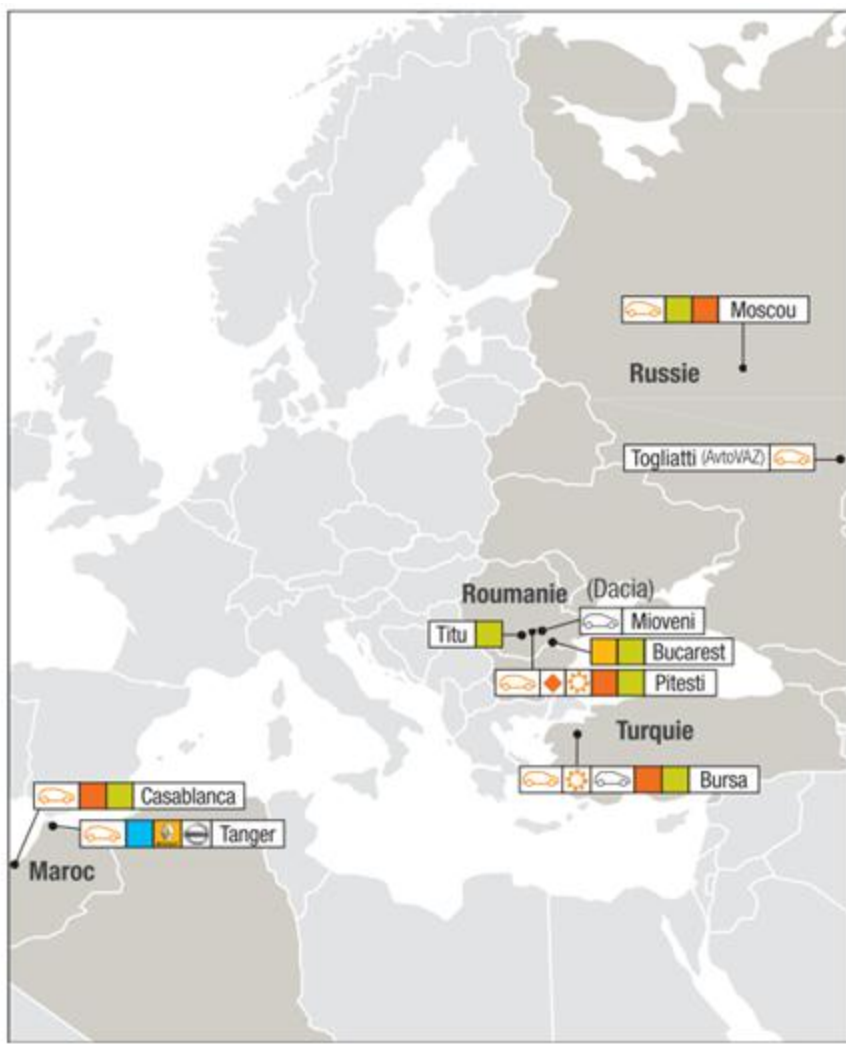 Moscou
Russie
Togliatti (AvtoVAZ)
Roumanie (Dacia)
Mioveni
Titu
Bucarest
Pitesti
Turquie
Bursa
Casablanca
Tanger
Maroc